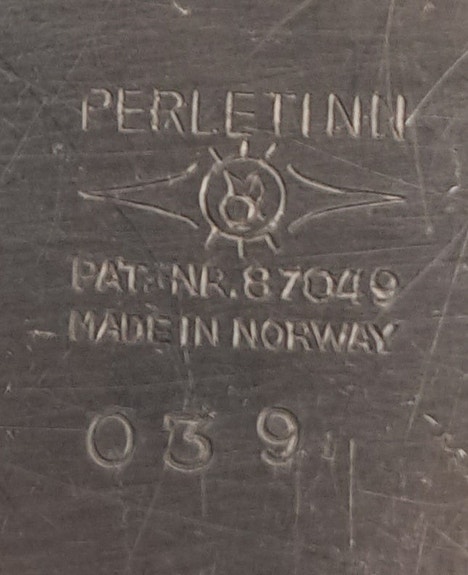 PERLETINN
PAT. NR. 87049
MADE IN NORWAY
039